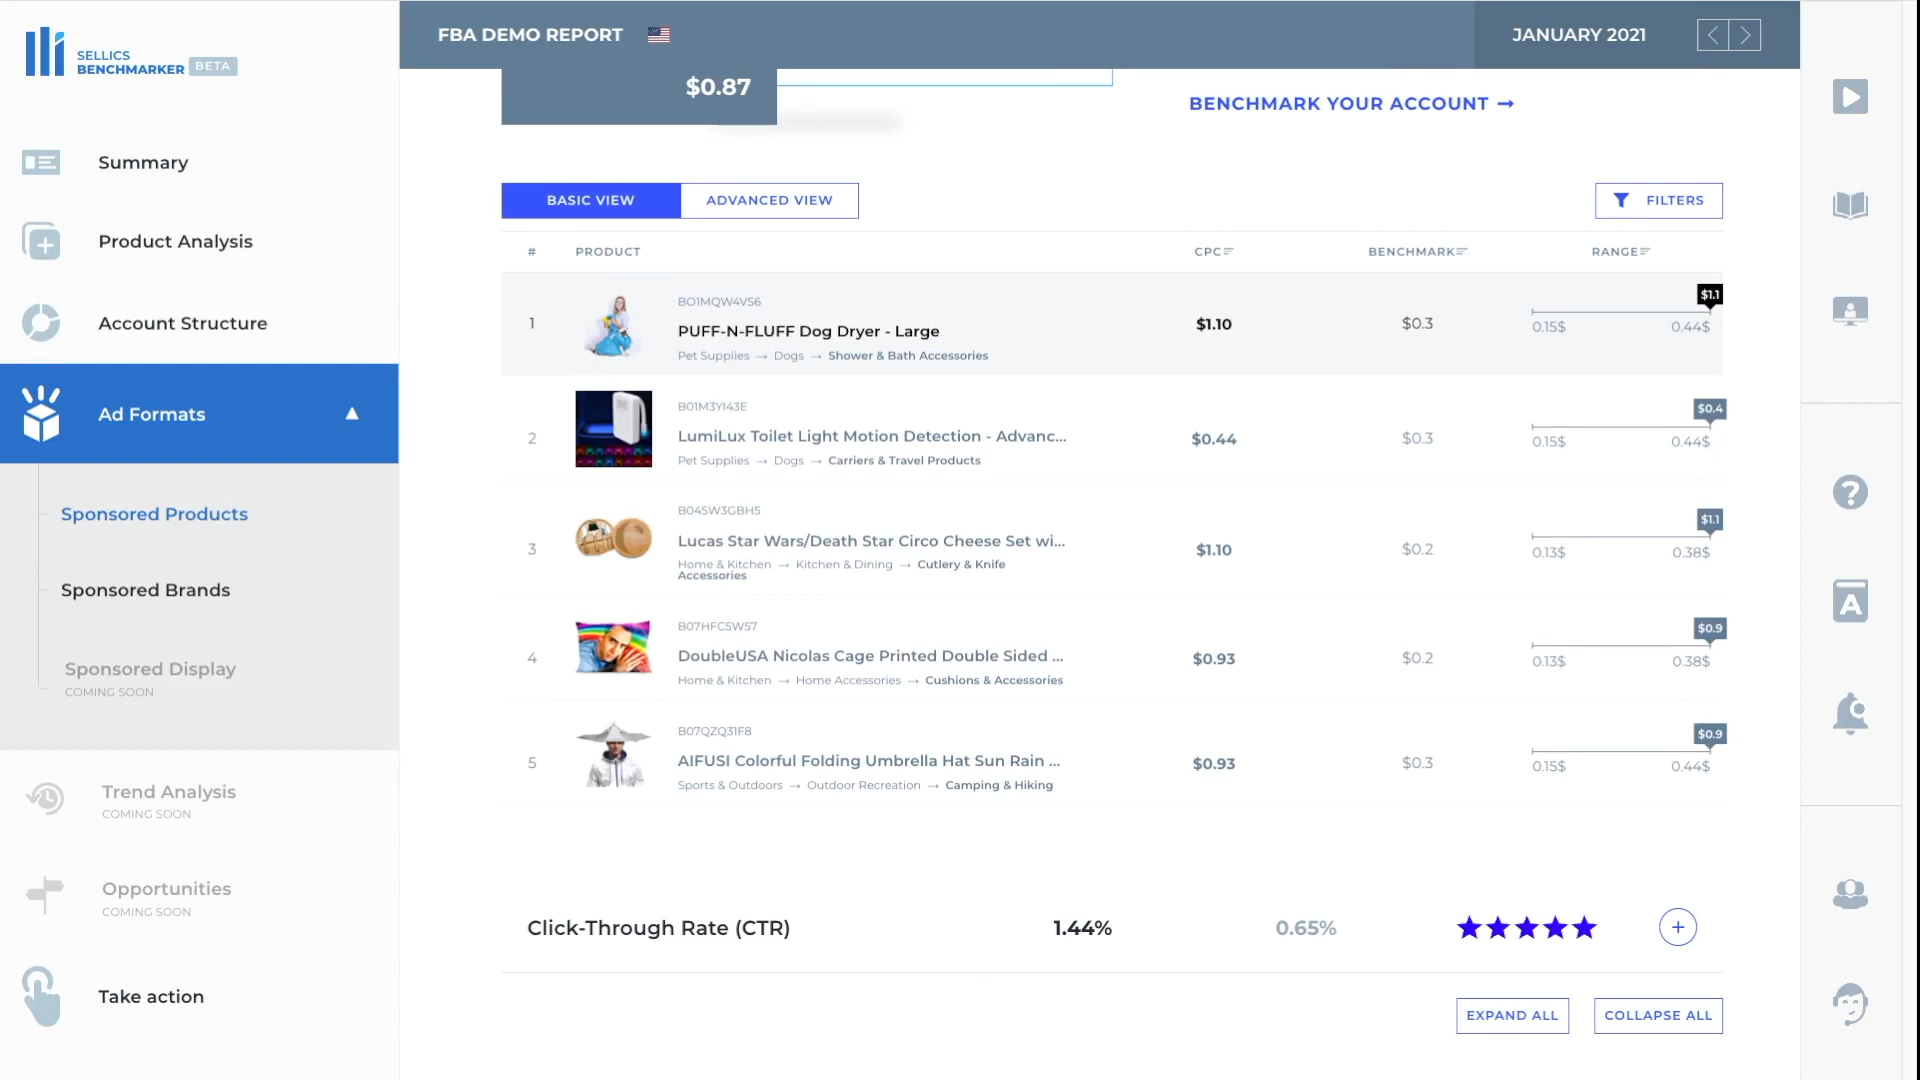 SELLICS
BENCHMARKER BETA
FBA DEMO REPORT
JANUARY 2021
$0.87
BENCHMARK YOUR ACCOUNT →
Summary
Product Analysis
Account Structure
Ad Formats
Sponsored Products
Sponsored Brands
Sponsored Display
COMING SOON
Trend Analysis
COMING SOON
Opportunities
COMING SOON
Take action
BASIC VIEW ADVANCED VIEW
FILTERS
# PRODUCT CPC BENCHMARK RANGE
BO1MQW4VS6
1 PUFF-N-FLUFF Dog Dryer - Large $1.10 $0.3 $1.1
0.15$ 0.44$
Pet Supplies → Dogs → Shower & Bath Accessories
B01M3YI43E
2 LumiLux Toilet Light Motion Detection - Advanc... $0.44 $0.3 $0.4
0.15$ 0.44$
Pet Supplies → Dogs → Carriers & Travel Products
B045W3GBH5
3 Lucas Star Wars/Death Star Circo Cheese Set wi... $1.10 $0.2 $1.1
0.13$ 0.38$
Home & Kitchen → Kitchen & Dining → Cutlery & Knife
Accessories
B07HFC5W57
4 DoubleUSA Nicolas Cage Printed Double Sided ... $0.93 $0.2 $0.9
0.13$ 0.38$
Home & Kitchen → Home Accessories → Cushions & Accessories
B07QZQ31F8
5 AIFUSI Colorful Folding Umbrella Hat Sun Rain ... $0.93 $0.3 $0.9
0.15$ 0.44$
Sports & Outdoors → Outdoor Recreation → Camping & Hiking
Click-Through Rate (CTR) 1.44% 0.65%
EXPAND ALL COLLAPSE ALL